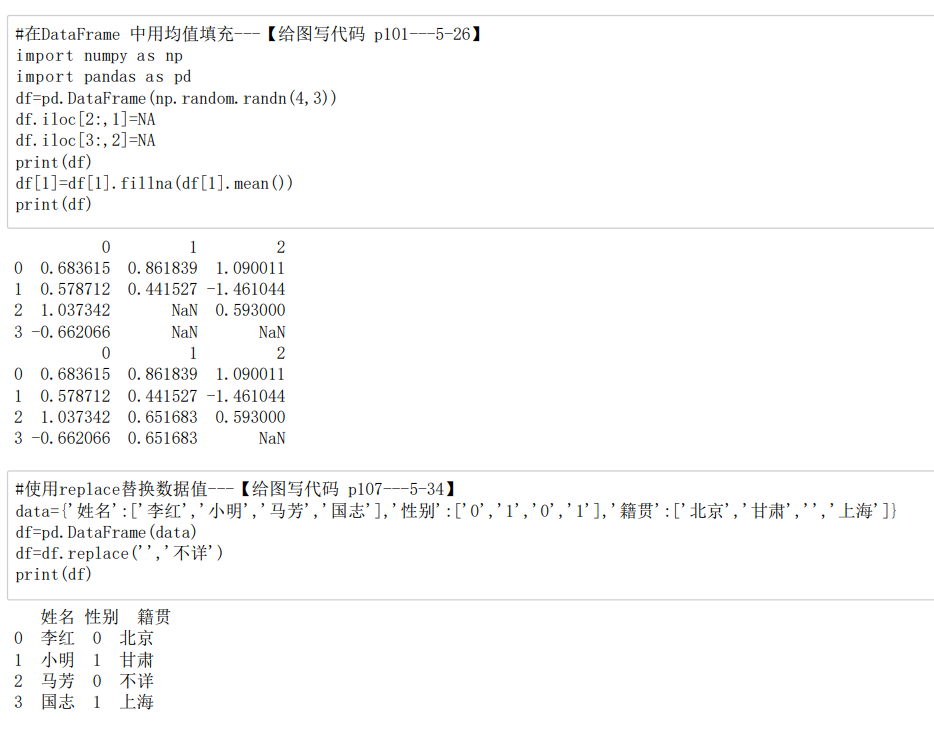 #在DataFrame 中用均值填充---【给图写代码 p101---5-26】
import numpy as np
import pandas as pd
df=pd.DataFrame(np.random.randn(4,3))
df.iloc[2:,1]=NA
df.iloc[3:,2]=NA
print(df)
df[1]=df[1].fillna(df[1].mean())
print(df)
0 1 2
0 0.683615 0.861839 1.090011
1 0.578712 0.441527 -1.461044
2 1.037342 NaN 0.593000
3 -0.662066 NaN NaN
0 1 2
0 0.683615 0.861839 1.090011
1 0.578712 0.441527 -1.461044
2 1.037342 0.651683 0.593000
3 -0.662066 0.651683 NaN
#使用replace替换数据值---【给图写代码 p107---5-34】
data={'姓名':['李红','小明','马芳','国志'],'性别':['0','1','0','1'],'籍贯':['北京','甘肃','','上海']}
df=pd.DataFrame(data)
df=df.replace('','不详')
print(df)
姓名 性别 籍贯
0 李红 0 北京
1 小明 1 甘肃
2 马芳 0 不详
3 国志 1 上海